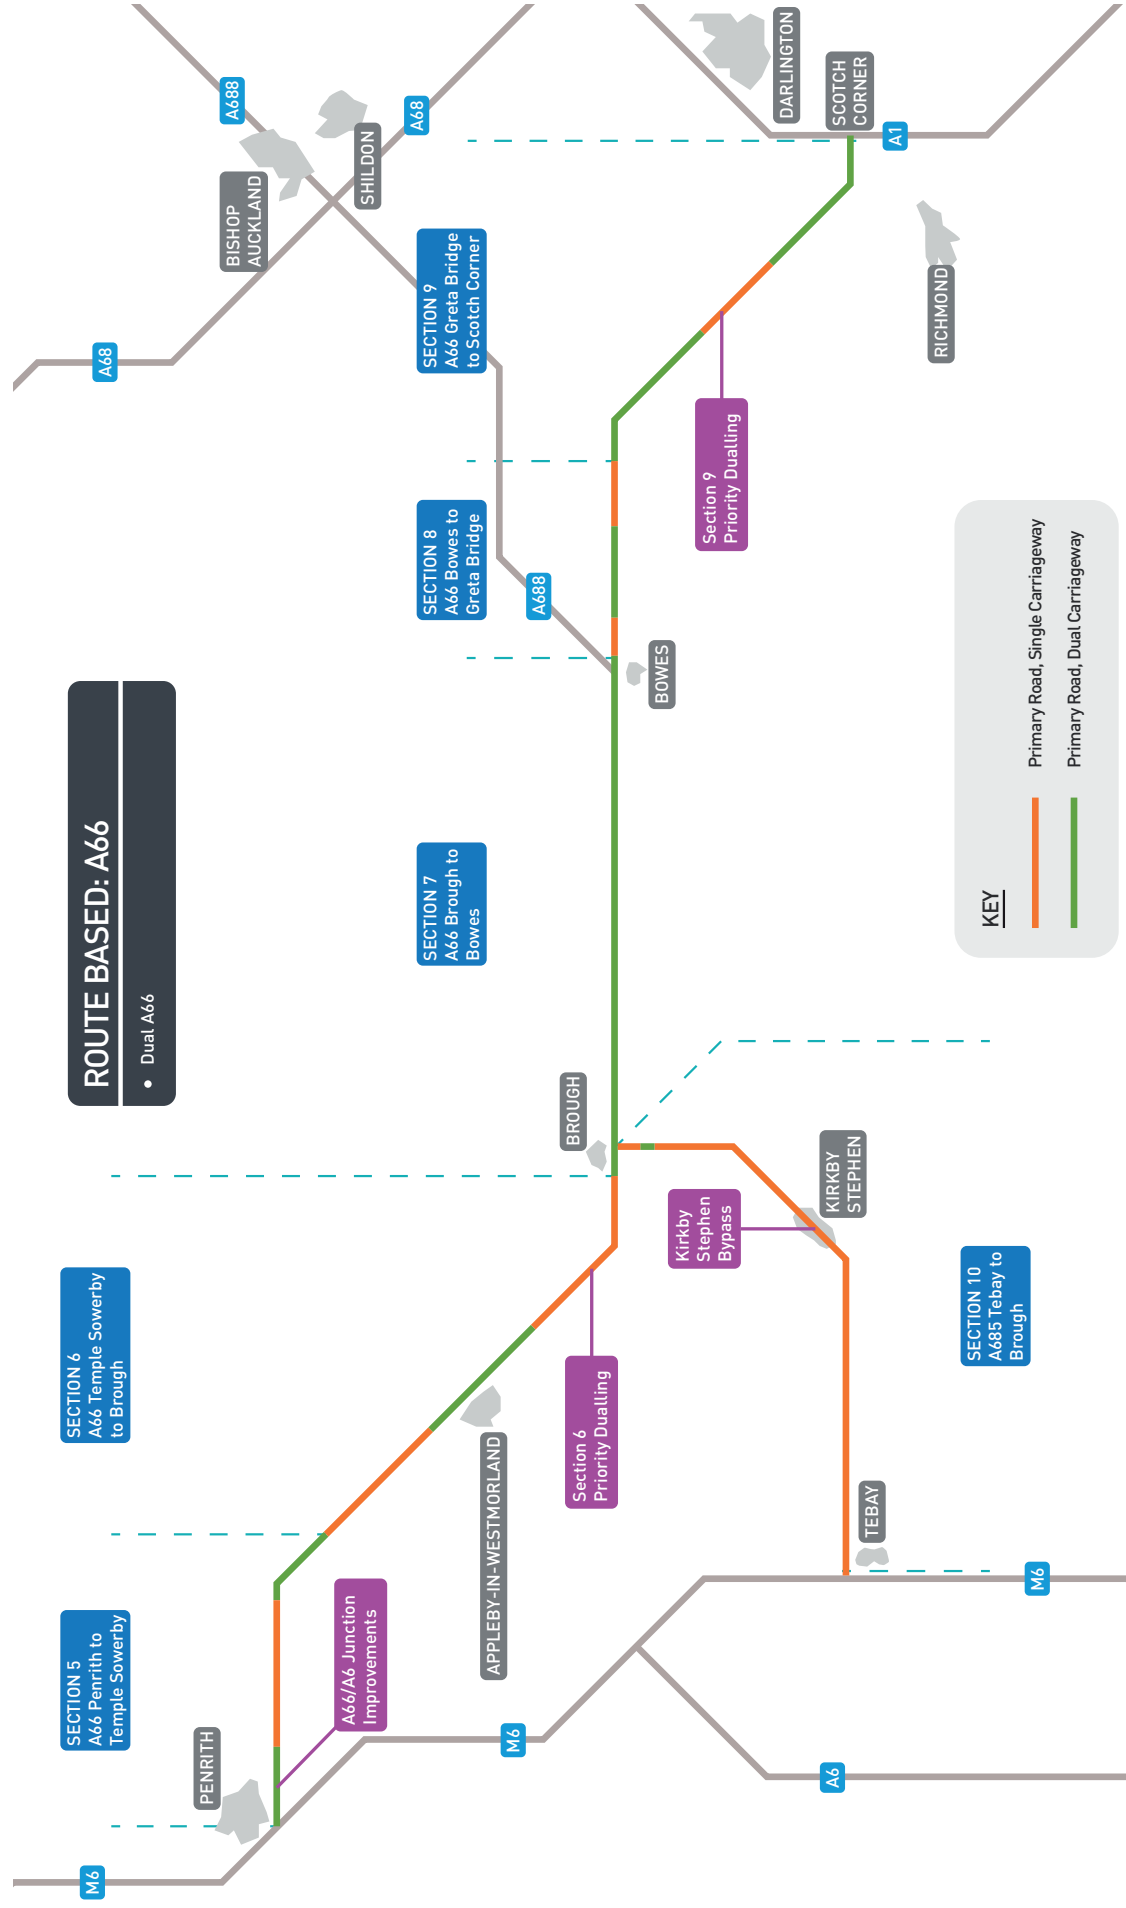 ROUTE BASED: A66
• Dual A66
SECTION 5
A66 Penrith to
Temple Sowerby
SECTION 6
A66 Temple Sowerby
to Brough
SECTION 7
A66 Brough to
Bowes
SECTION 8
A66 Bowes to
Greta Bridge
SECTION 9
A66 Greta Bridge
to Scotch Corner
SECTION 10
A685 Tebay to
Brough
M6
PENRITH
A66/A6 Junction
Improvements
M6
A6
M6
APPLEBY-IN-WESTMORLAND
Section 6
Priority Dualling
TEBAY
Kirkby
Stephen
Bypass
KIRKBY
STEPHEN
BROUGH
BOWES
A688
Section 9
Priority Dualling
A68
BISHOP
AUCKLAND
SHILDON
A688
A68
RICHMOND
DARLINGTON
SCOTCH
CORNER
A1
KEY
Primary Road, Single Carriageway
Primary Road, Dual Carriageway